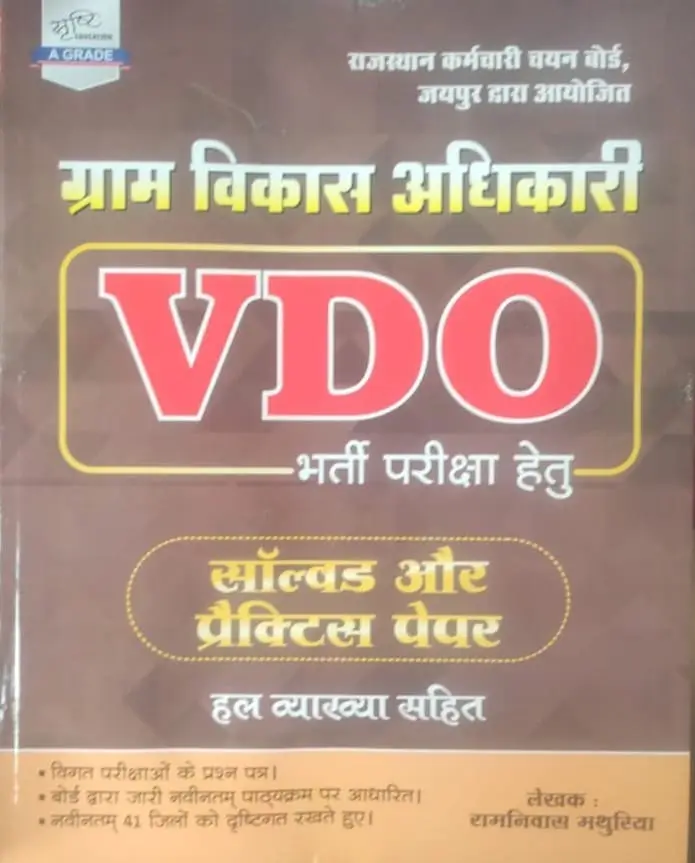 सृष्टि
EDUCATION
A GRADE
राजस्थान कर्मचारी चयन बोर्ड,
जयपुर द्वारा आयोजित
ग्राम विकास अधिकारी
VDO
भर्ती परीक्षा हेतु
सॉल्वड और
प्रैक्टिस पेपर
हल व्याख्या सहित
• विगत परीक्षाओं के प्रश्न पत्र।
• बोर्ड द्वारा जारी नवीनतम् पाठ्यक्रम पर आधारित।
• नवीनतम् 41 जिलों को दृष्टिगत रखते हुए।
लेखक :
रामनिवास मथुरिया